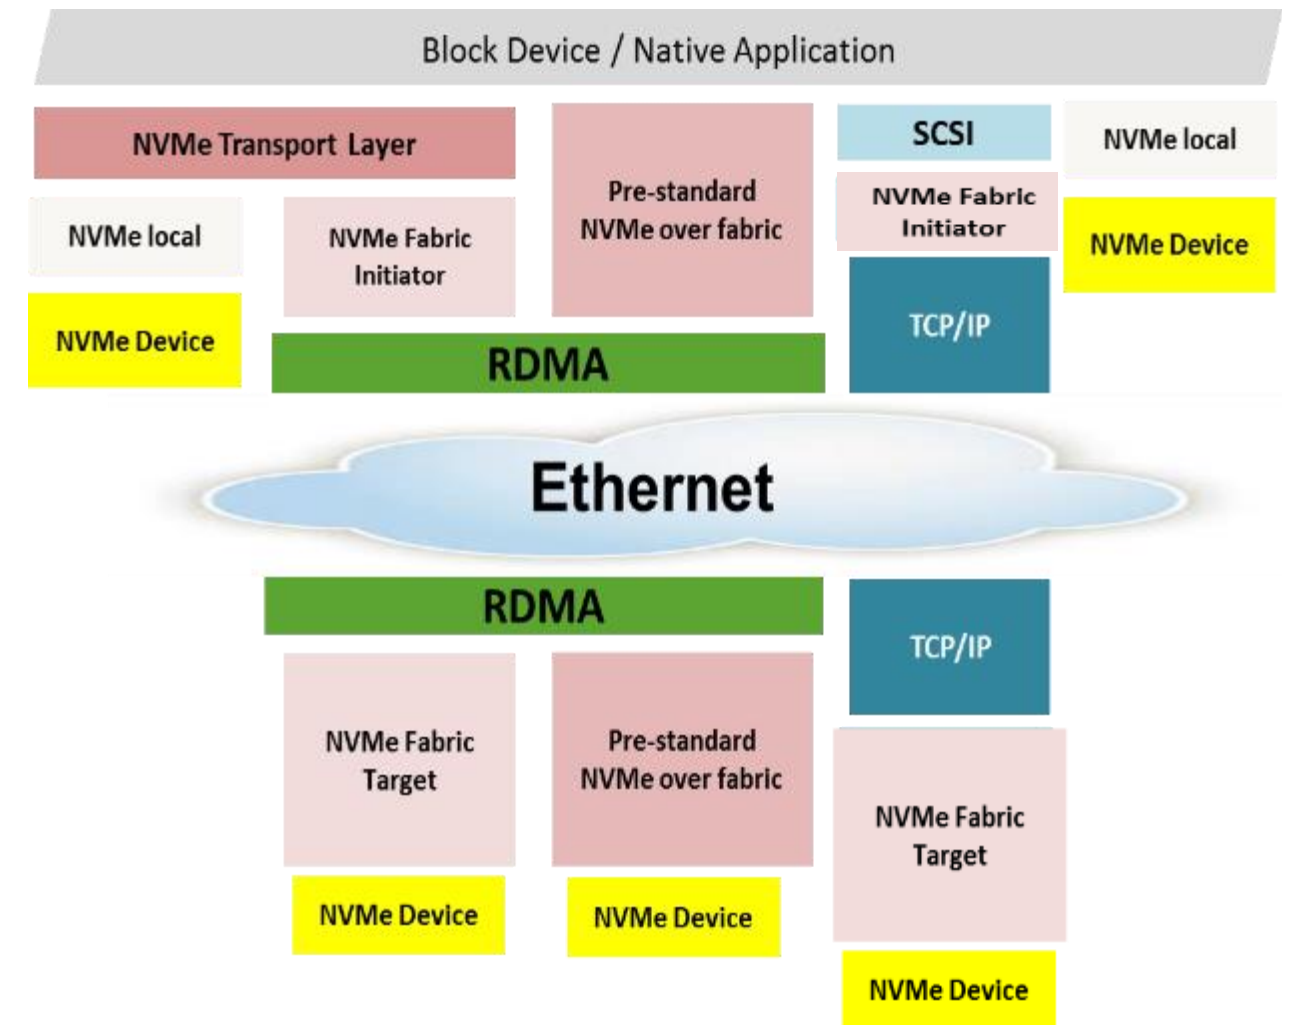 Block Device / Native Application
NVMe Transport Layer
NVMe local
NVMe Device
NVMe Fabric
Initiator
Pre-standard
NVMe over fabric
RDMA
SCSI
NVMe Fabric
Initiator
TCP/IP
NVMe local
NVMe Device
Ethernet
RDMA
NVMe Fabric
Target
NVMe Device
Pre-standard
NVMe over fabric
NVMe Device
TCP/IP
NVMe Fabric
Target
NVMe Device